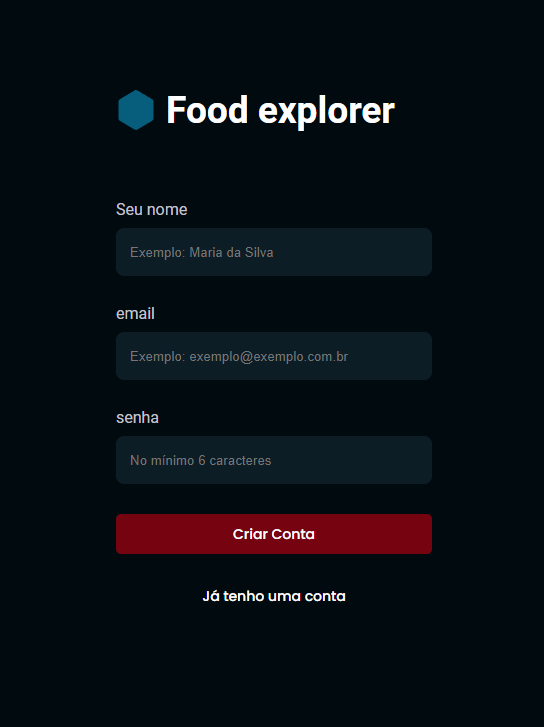 Food explorer
Seu nome
Exemplo: Maria da Silva
email
Exemplo: exemplo@exemplo.com.br
senha
No mínimo 6 caracteres
Criar Conta
Já tenho uma conta